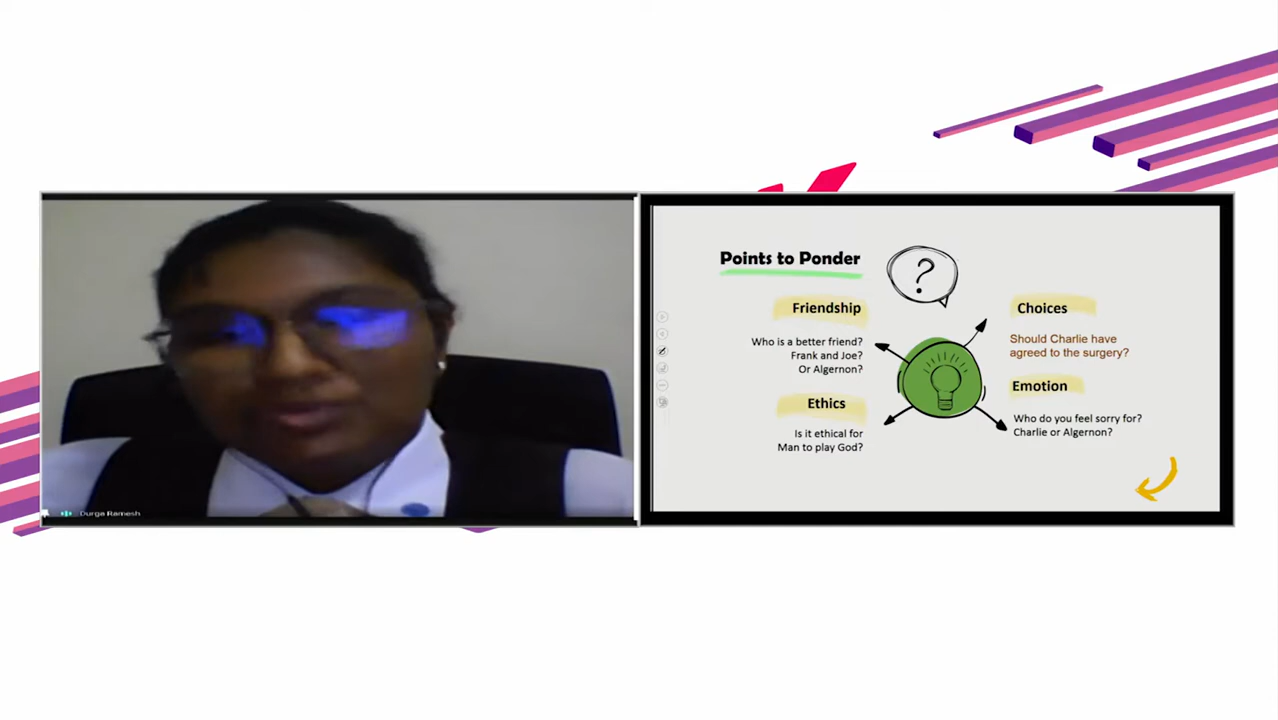 Durga Ramesh
Points to Ponder
?
Friendship
Who is a better friend?
Frank and Joe?
Or Algernon?
Ethics
Is it ethical for
Man to play God?
Choices
Should Charlie have
agreed to the surgery?
Emotion
Who do you feel sorry for?
Charlie or Algernon?